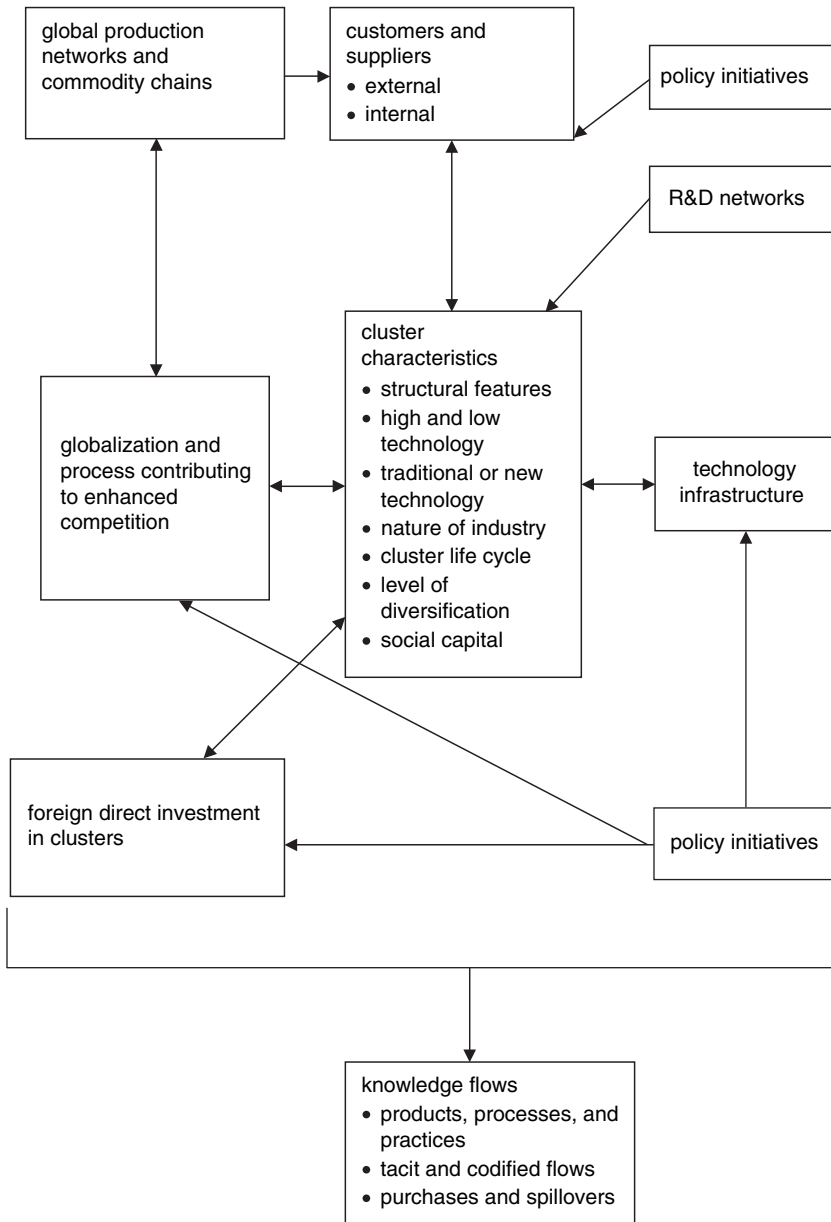 global production
networks and
commodity chains
customers and
suppliers
• external
• internal
policy initiatives
R&D networks
cluster
characteristics
• structural features
• high and low
technology
• traditional or new
technology
• nature of industry
• cluster life cycle
• level of
diversification
• social capital
globalization and
process contributing
to enhanced
competition
technology
infrastructure
foreign direct investment
in clusters
policy initiatives
knowledge flows
• products, processes, and
practices
• tacit and codified flows
• purchases and spillovers